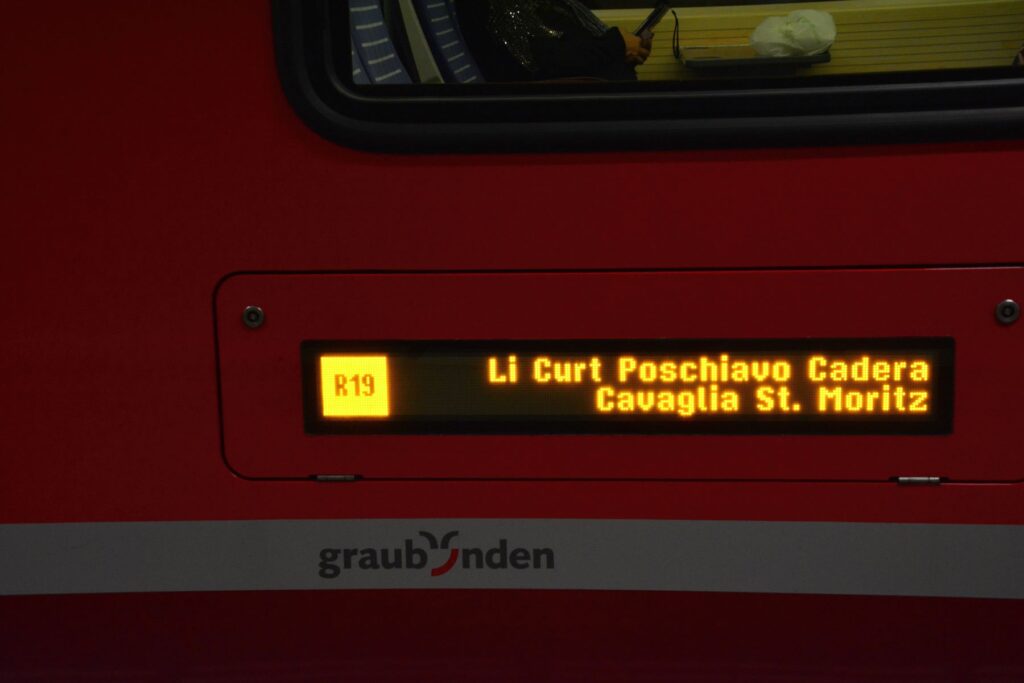 R19
Li Curt Poschiavo Cadera
Cavaglia St. Moritz
graubünden